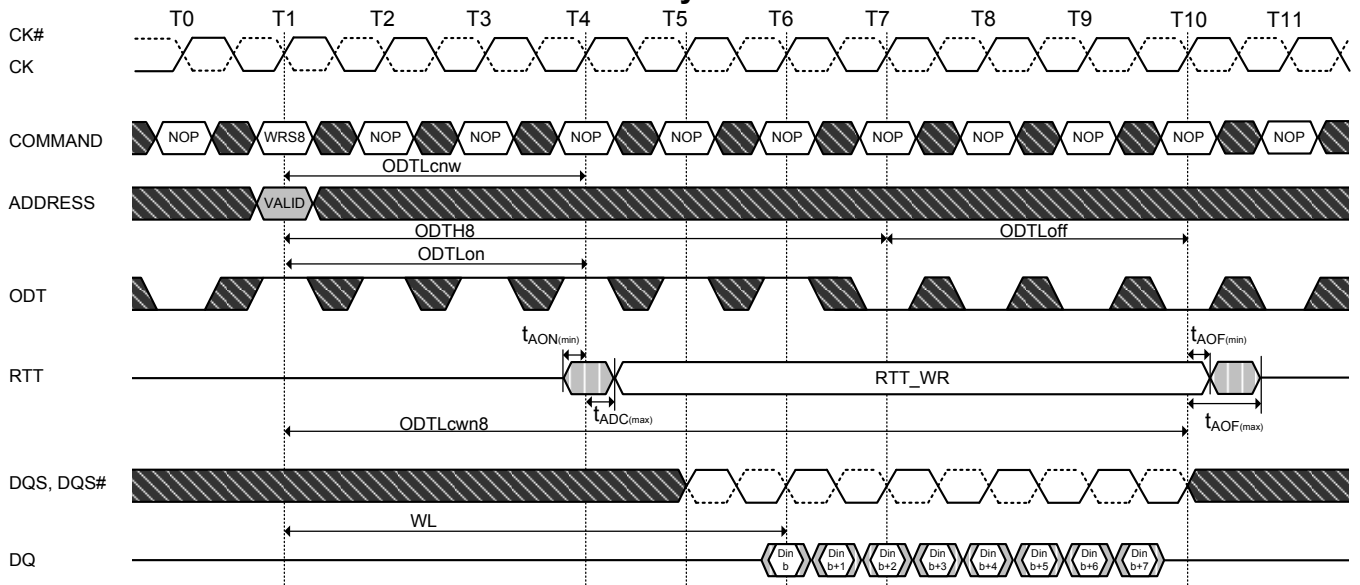 T0 T1 T2 T3 T4 T5 T6 T7 T8 T9 T10 T11
CK#
CK
COMMAND NOP WRS8 NOP NOP NOP NOP NOP NOP NOP NOP NOP NOP
ODTLcnw
ADDRESS VALID
ODTH8 ODTLoff
ODTLon
ODT
tAON(min) tAOF(min)
RTT RTT_WR
tADC(max) tAOF(max)
ODTLcwn8
DQS, DQS#
WL
DQ Din b Din b+1 Din b+2 Din b+3 Din b+4 Din b+5 Din b+6 Din b+7